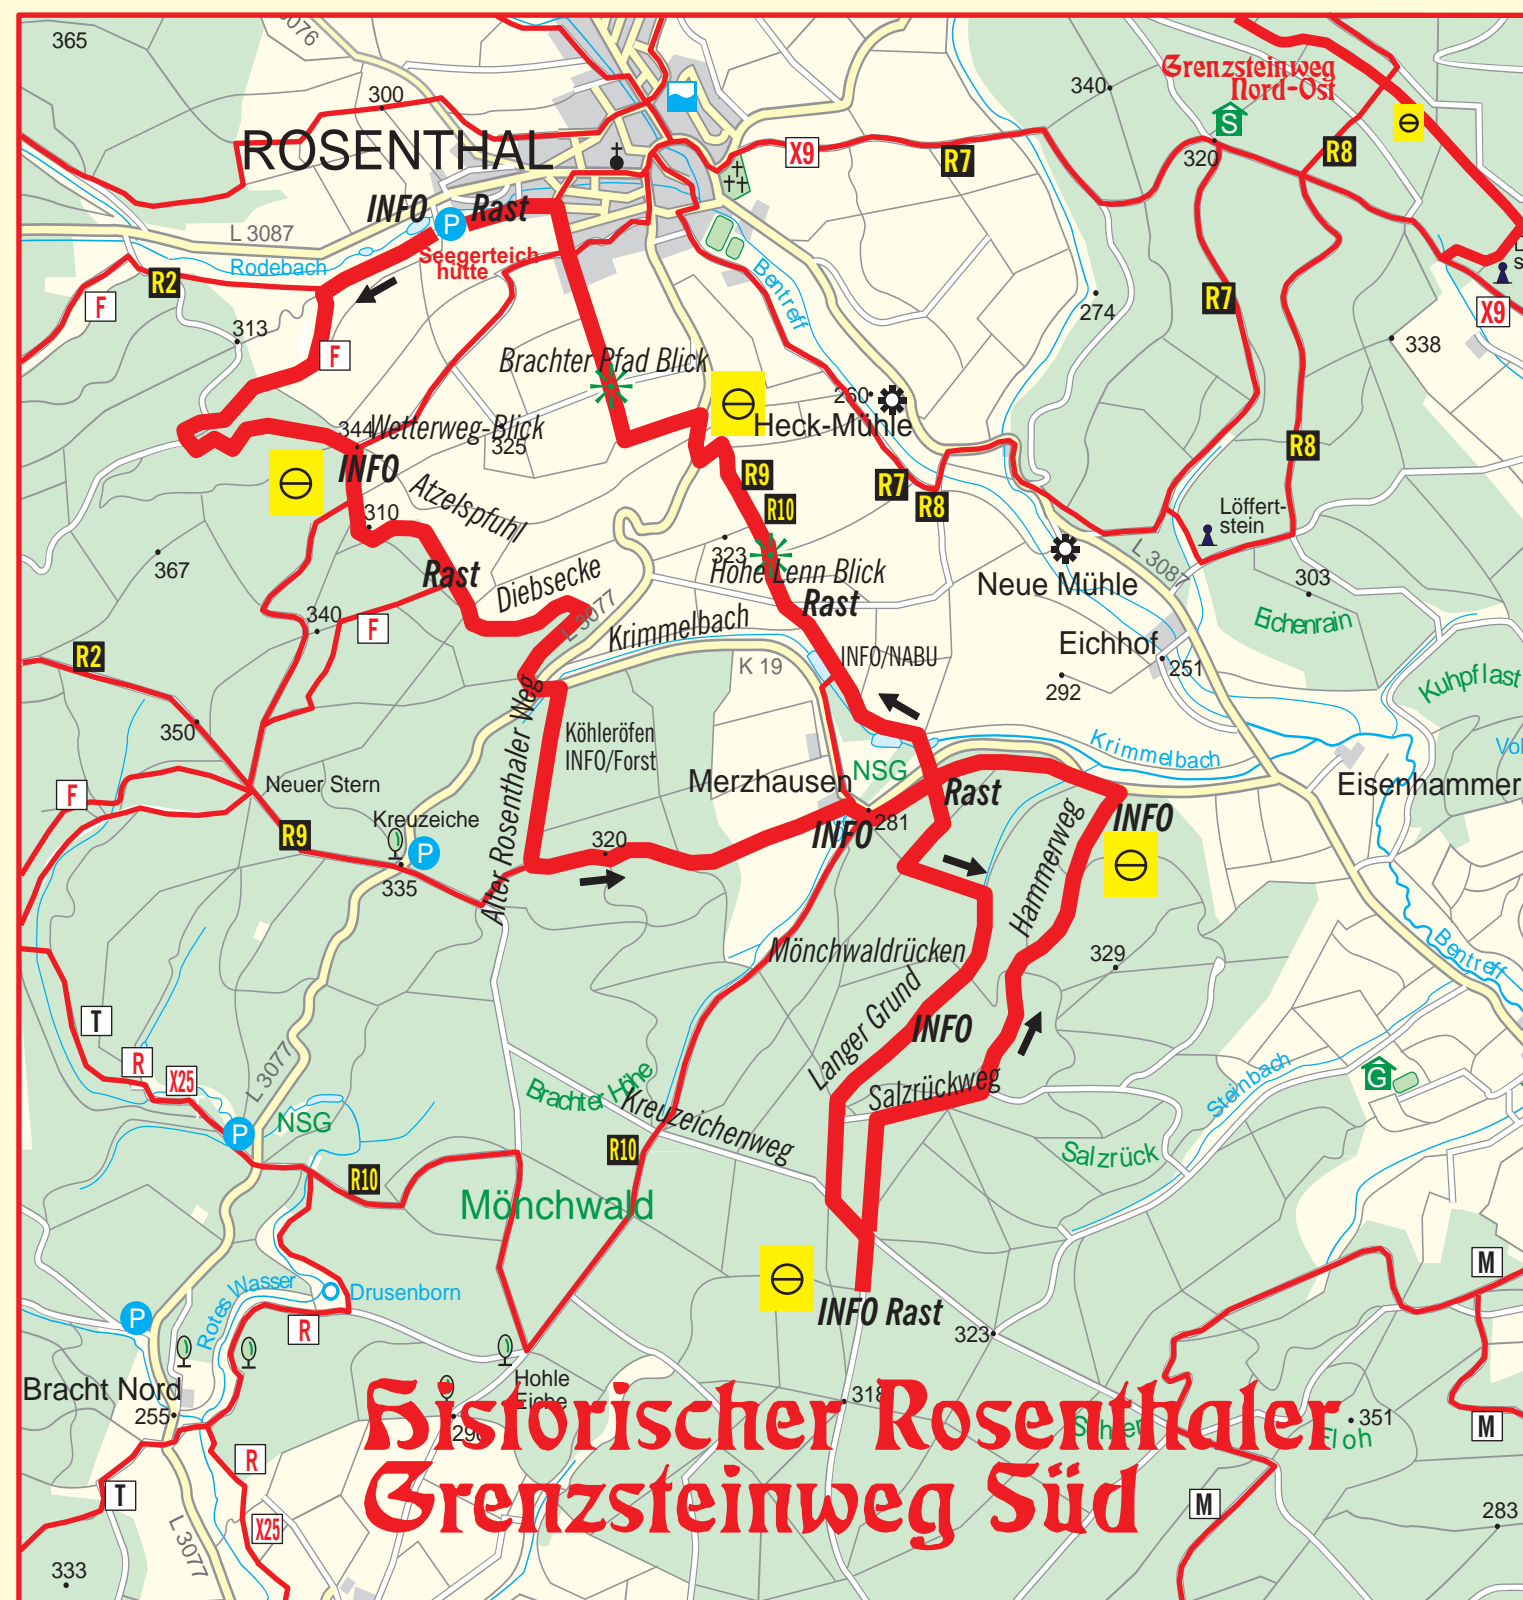 365
3076
300
340
Grenzsteinweg
Nord-Ost
S
320
R8
ROSENTHAL
X9
R7
INFO
P
Rast
L 3087
Rodebach
Seegerteich
hütte
R2
F
Bentreff
274
R7
X9
313
F
338
Brachter Pfad Blick
260
Heck-Mühle
344
Wetterweg-Blick
325
INFO
R8
R9
R7
R8
R10
Atzelspfuhl
310
Löffert-
stein
367
323
Hohe Lenn Blick
L 3087
Rast
Diebsecke
Neue Mühle
303
Rast
L 3077
340
F
Krimmelbach
Eichenrain
R2
K 19
INFO/NABU
Eichhof
251
292
Kuhpflast
350
Alter Rosenthaler Weg
Köhleröfen
INFO/Forst
Krimmelbach
Vol
Neuer Stern
Merzhausen
NSG
Eisenhammer
F
Rast
INFO
Kreuzeiche
R9
P
335
320
INFO
281
Hammerweg
Mönchwaldrücken
329
Bentreff
T
Langer Grund
INFO
R
X25
L 3077
Brachter Höhe
Kreuzeichenweg
Salzrückweg
Steinbach
G
P
NSG
R10
R10
Salzrück
Mönchwald
M
Rotes Wasser
Drusenborn
P
R
INFO Rast
323
Bracht Nord
255
Hohle
Eiche
318
351
Floh
M
Historischer Rosenthaler
Grenzsteinweg Süd
R
T
X25
M
283
L 3077
333